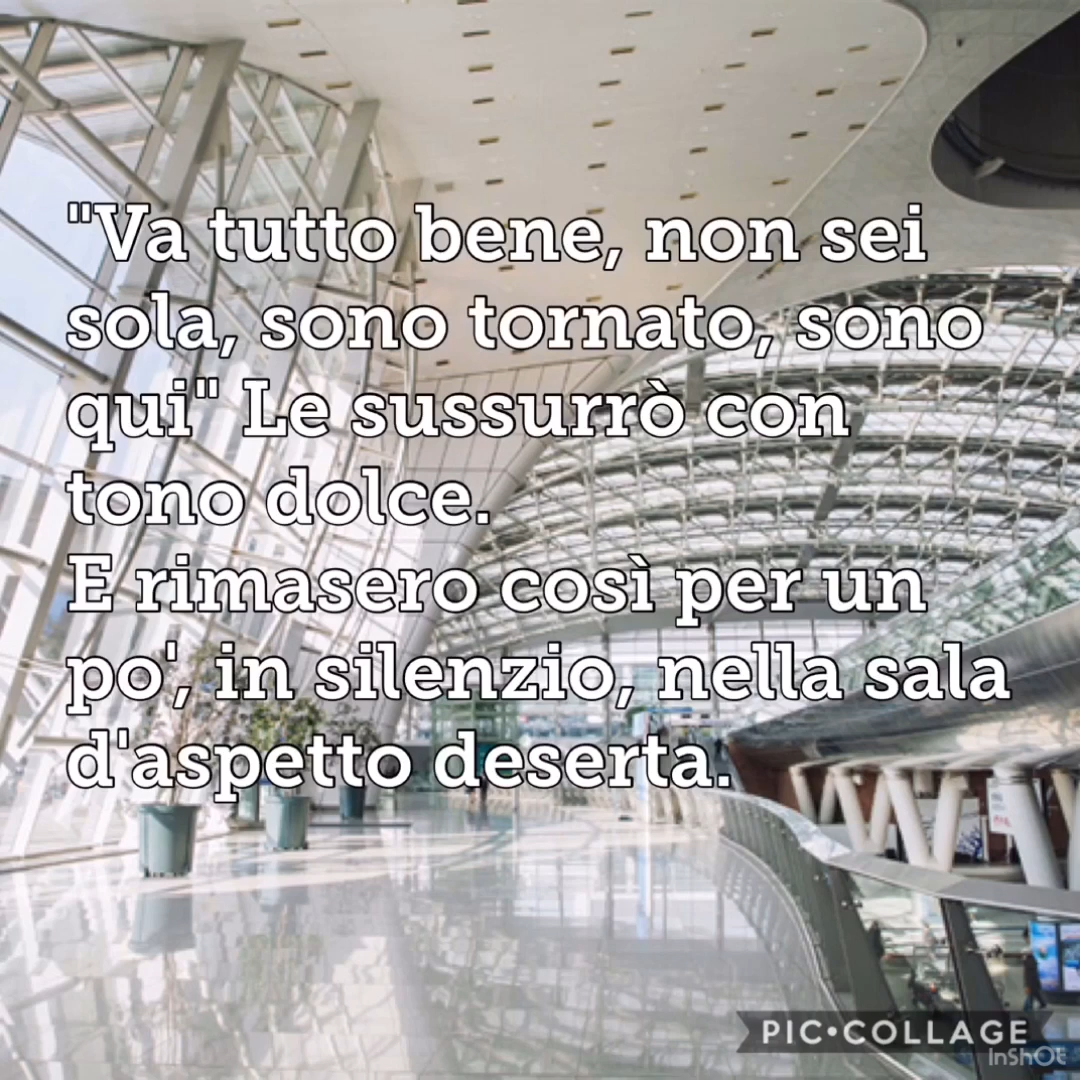 "Va tutto bene, non sei
sola, sono tornato, sono
qui" Le sussurrò con
tono dolce.
E rimasero così per un
po', in silenzio, nella sala
d'aspetto deserta.
PIC•COLLAGE
InShOt